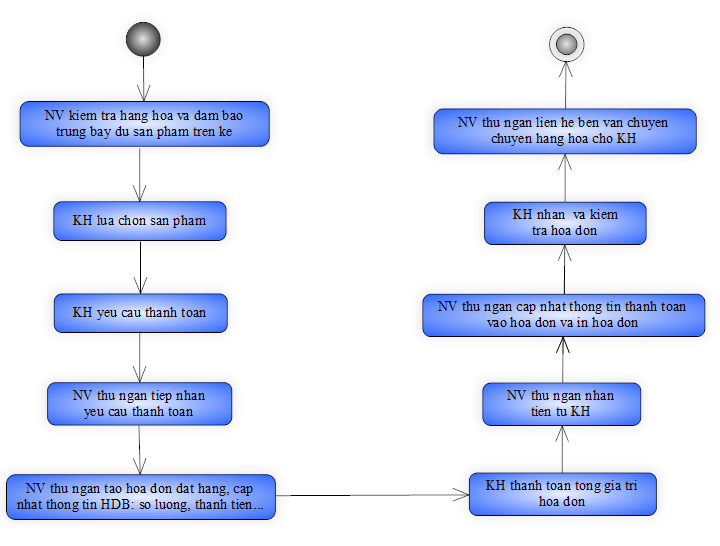 NV kiem tra hang hoa va dam bao
trung bay du san pham tren ke
KH lua chon san pham
KH yeu cau thanh toan
NV thu ngan tiep nhan
yeu cau thanh toan
NV thu ngan tao hoa don dat hang, cap
nhat thong tin HDB: so luong, thanh tien...
KH thanh toan tong gia tri
hoa don
NV thu ngan nhan
tien tu KH
NV thu ngan cap nhat thong tin thanh toan
vao hoa don va in hoa don
KH nhan va kiem
tra hoa don
NV thu ngan lien he ben van chuyen
chuyen hang hoa cho KH